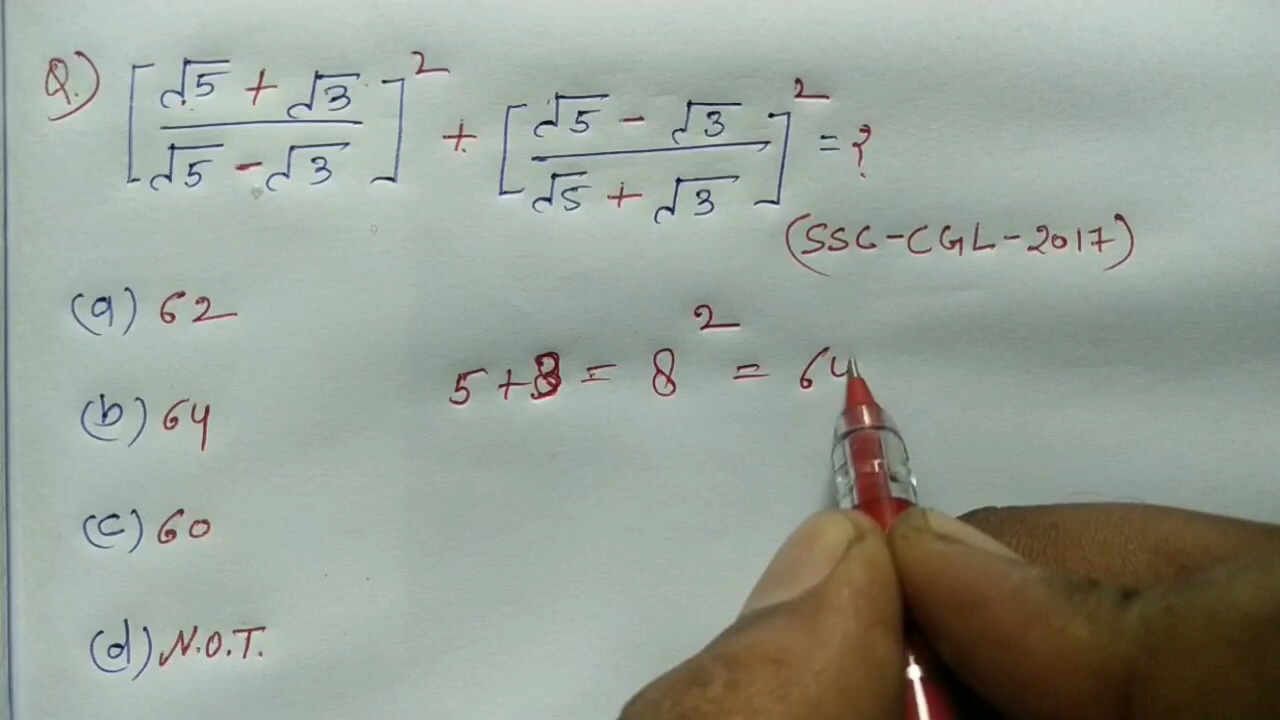 Q.) [√5 + √3 / √5 - √3]² + [√5 - √3 / √5 + √3]² = ?
(SSC-CGL-2017)
(a) 62
5+3 = 8² = 64
(b) 64
(c) 60
(d) N.O.T.